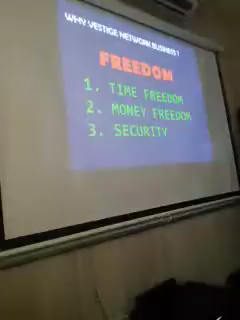 WHY VESTIGE NETWORK BUSINESS ?
FREEDOM
1. TIME FREEDOM
2. MONEY FREEDOM
3. SECURITY